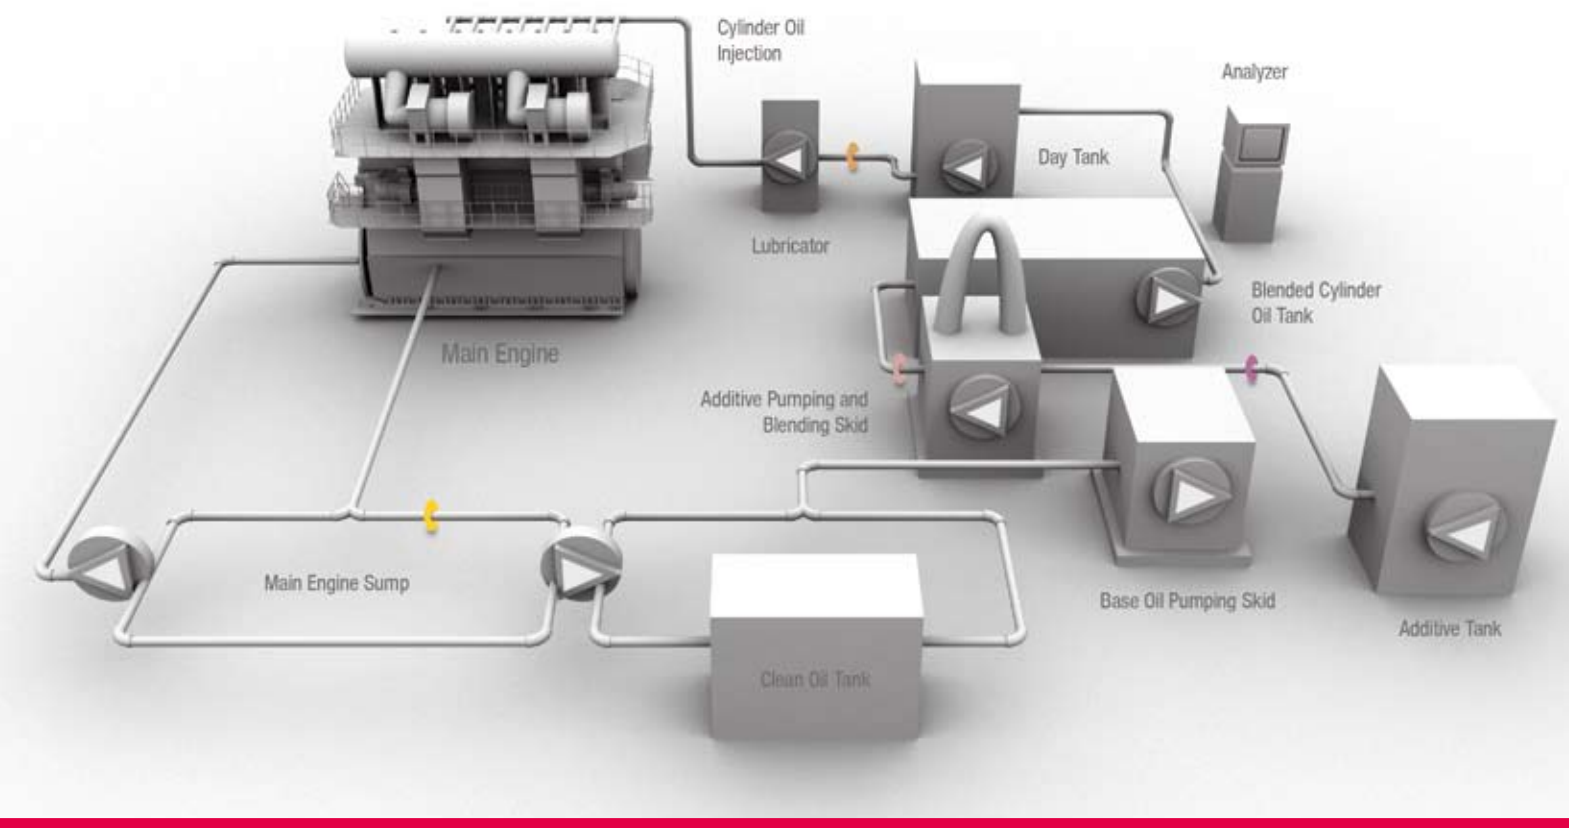 Cylinder Oil
Injection
Analyzer
Day Tank
Lubricator
Blended Cylinder
Oil Tank
Main Engine
Additive Pumping and
Blending Skid
Main Engine Sump
Base Oil Pumping Skid
Additive Tank
Clean Oil Tank